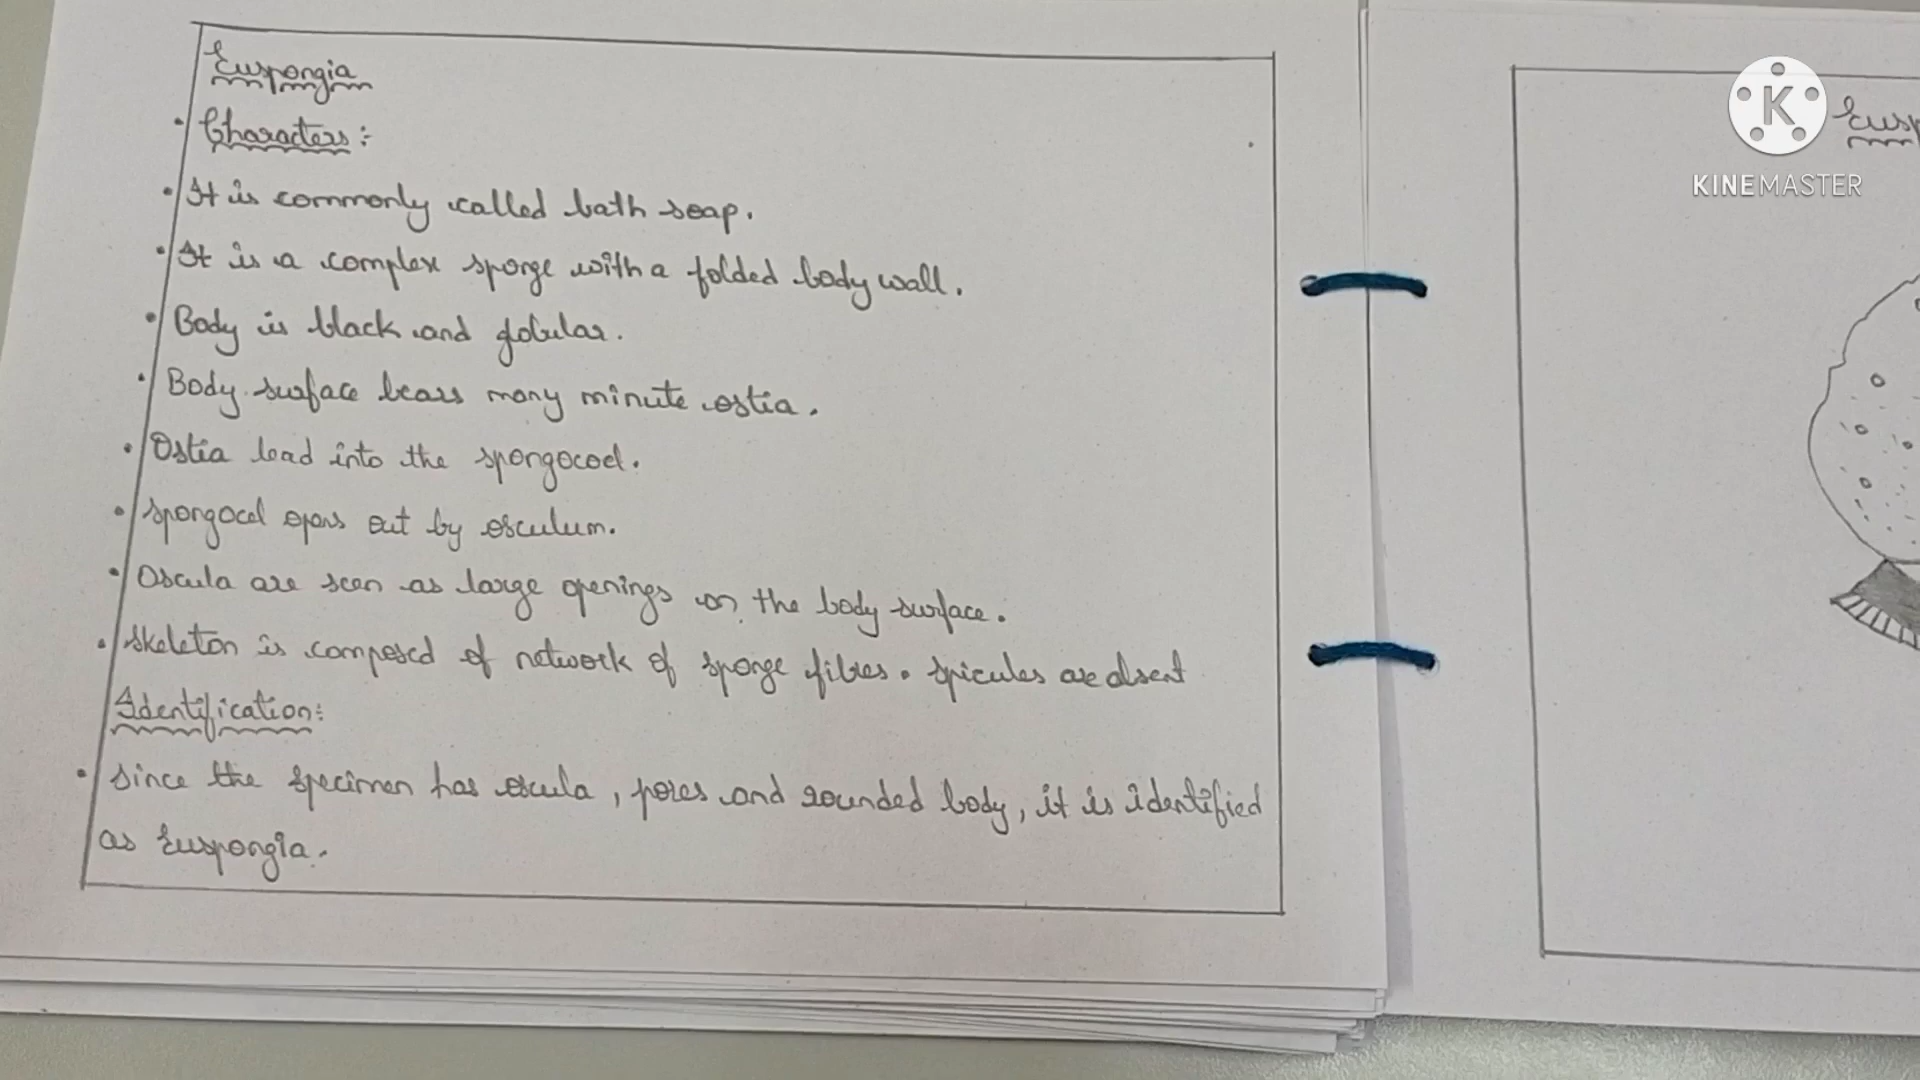 Euspongia
• Characters:
• It is commonly called bath soap.
• It is a complex sponge with a folded body wall.
• Body is black and globular.
• Body surface bears many minute ostia.
• Ostia lead into the spongocoel.
• spongocel opens out by osculum.
• Oscula are seen as large openings on the body surface.
• skeleton is composed of network of sponge fibres. spicules are absent
Identification:
• since the specimen has oscula, pores and rounded body, it is identified
as Euspongia.
K
KINEMASTER
Eusp